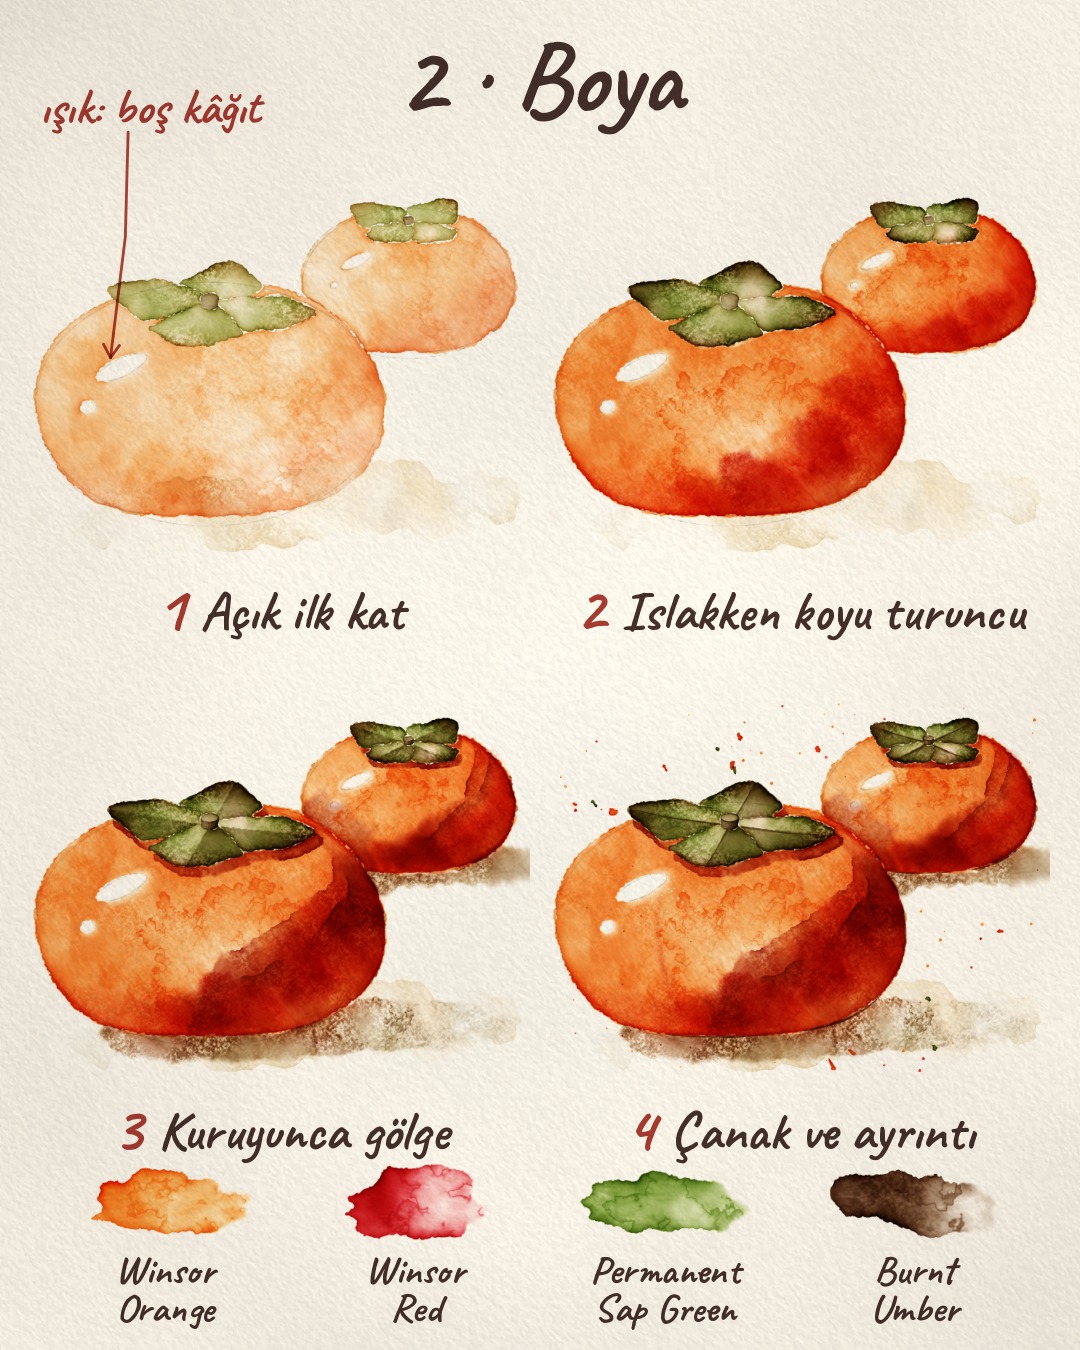 2 · Boya
ışık: boş kâğıt
1 Açık ilk kat
2 Islakken koyu turuncu
3 Kuruyunca gölge
4 Çanak ve ayrıntı
Winsor
Orange
Winsor
Red
Permanent
Sap Green
Burnt
Umber